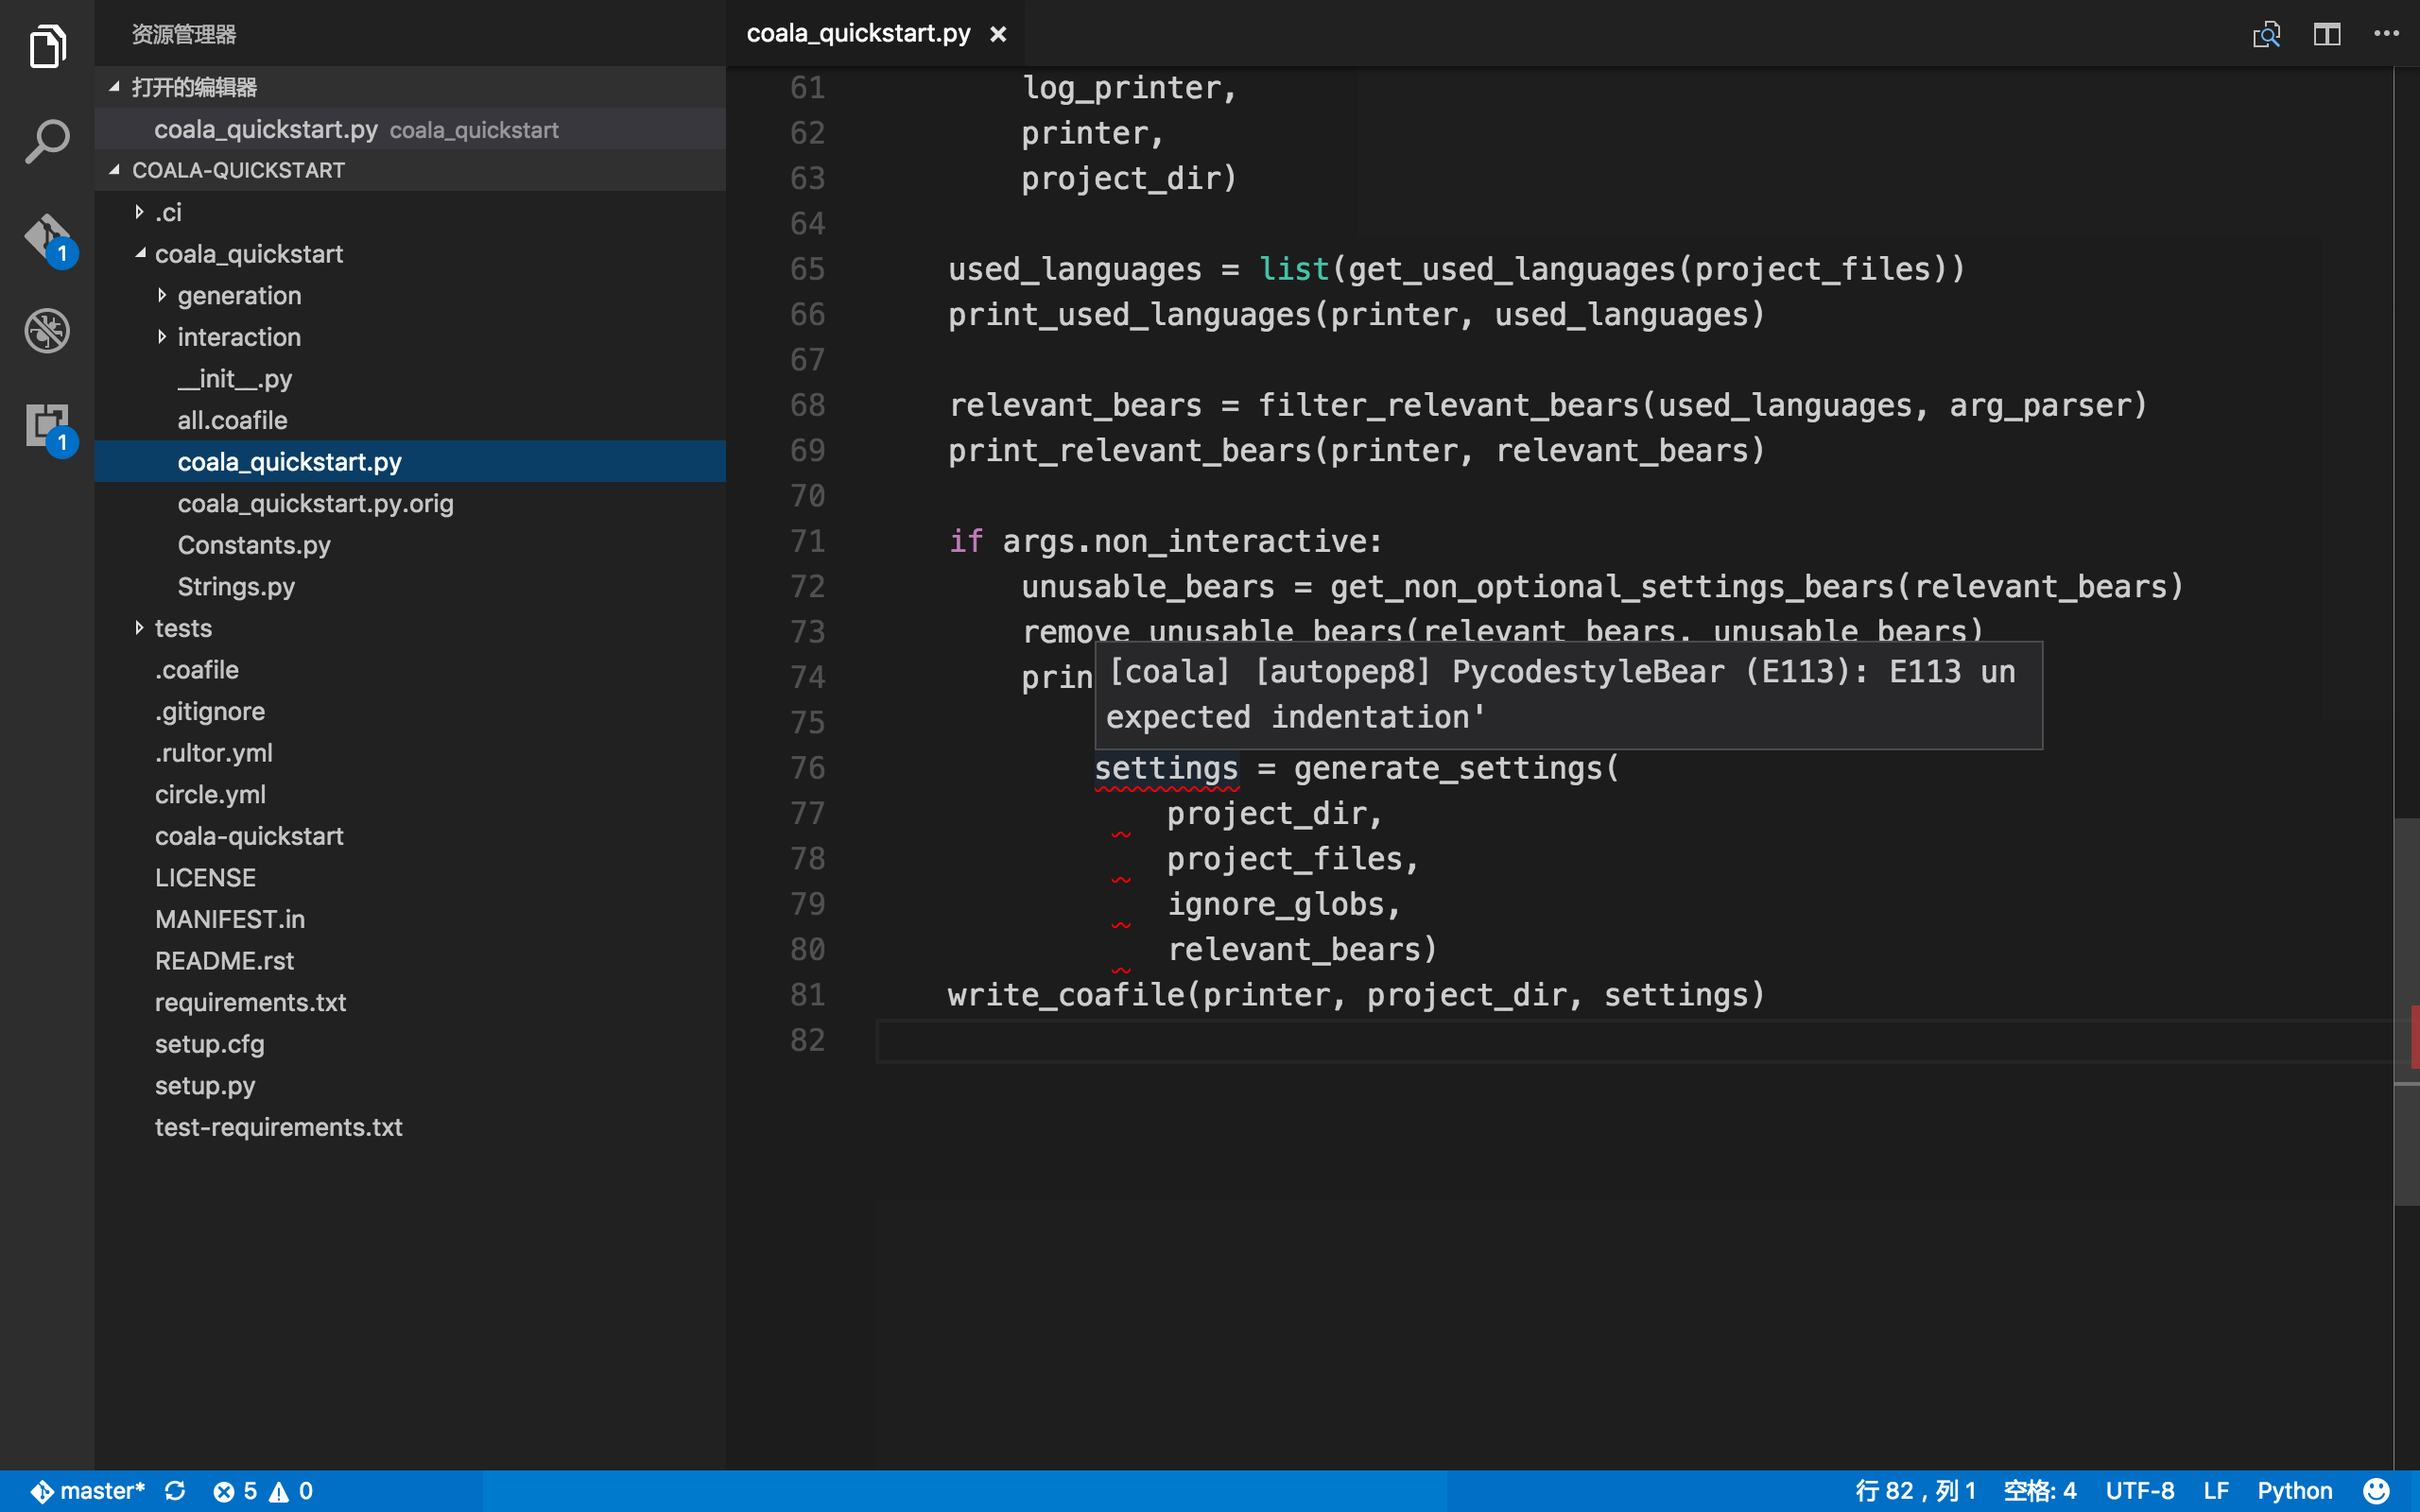 资源管理器
打开的编辑器
coala_quickstart.py coala_quickstart
COALA-QUICKSTART
.ci
coala_quickstart
generation
interaction
__init__.py
all.coafile
coala_quickstart.py
coala_quickstart.py.orig
Constants.py
Strings.py
tests
.coafile
.gitignore
.rultor.yml
circle.yml
coala-quickstart
LICENSE
MANIFEST.in
README.rst
requirements.txt
setup.cfg
setup.py
test-requirements.txt
1
1
coala_quickstart.py ×
61 log_printer,
62 printer,
63 project_dir)
64
65 used_languages = list(get_used_languages(project_files))
66 print_used_languages(printer, used_languages)
67
68 relevant_bears = filter_relevant_bears(used_languages, arg_parser)
69 print_relevant_bears(printer, relevant_bears)
70
71 if args.non_interactive:
72 unusable_bears = get_non_optional_settings_bears(relevant_bears)
73 remove_unusable_bears(relevant_bears, unusable_bears)
74 prin
[coala] [autopep8] PycodestyleBear (E113): E113 un
expected indentation'
75
76 settings = generate_settings(
77 project_dir,
78 project_files,
79 ignore_globs,
80 relevant_bears)
81 write_coafile(printer, project_dir, settings)
82
master* 5 0 行 82，列 1 空格: 4 UTF-8 LF Python